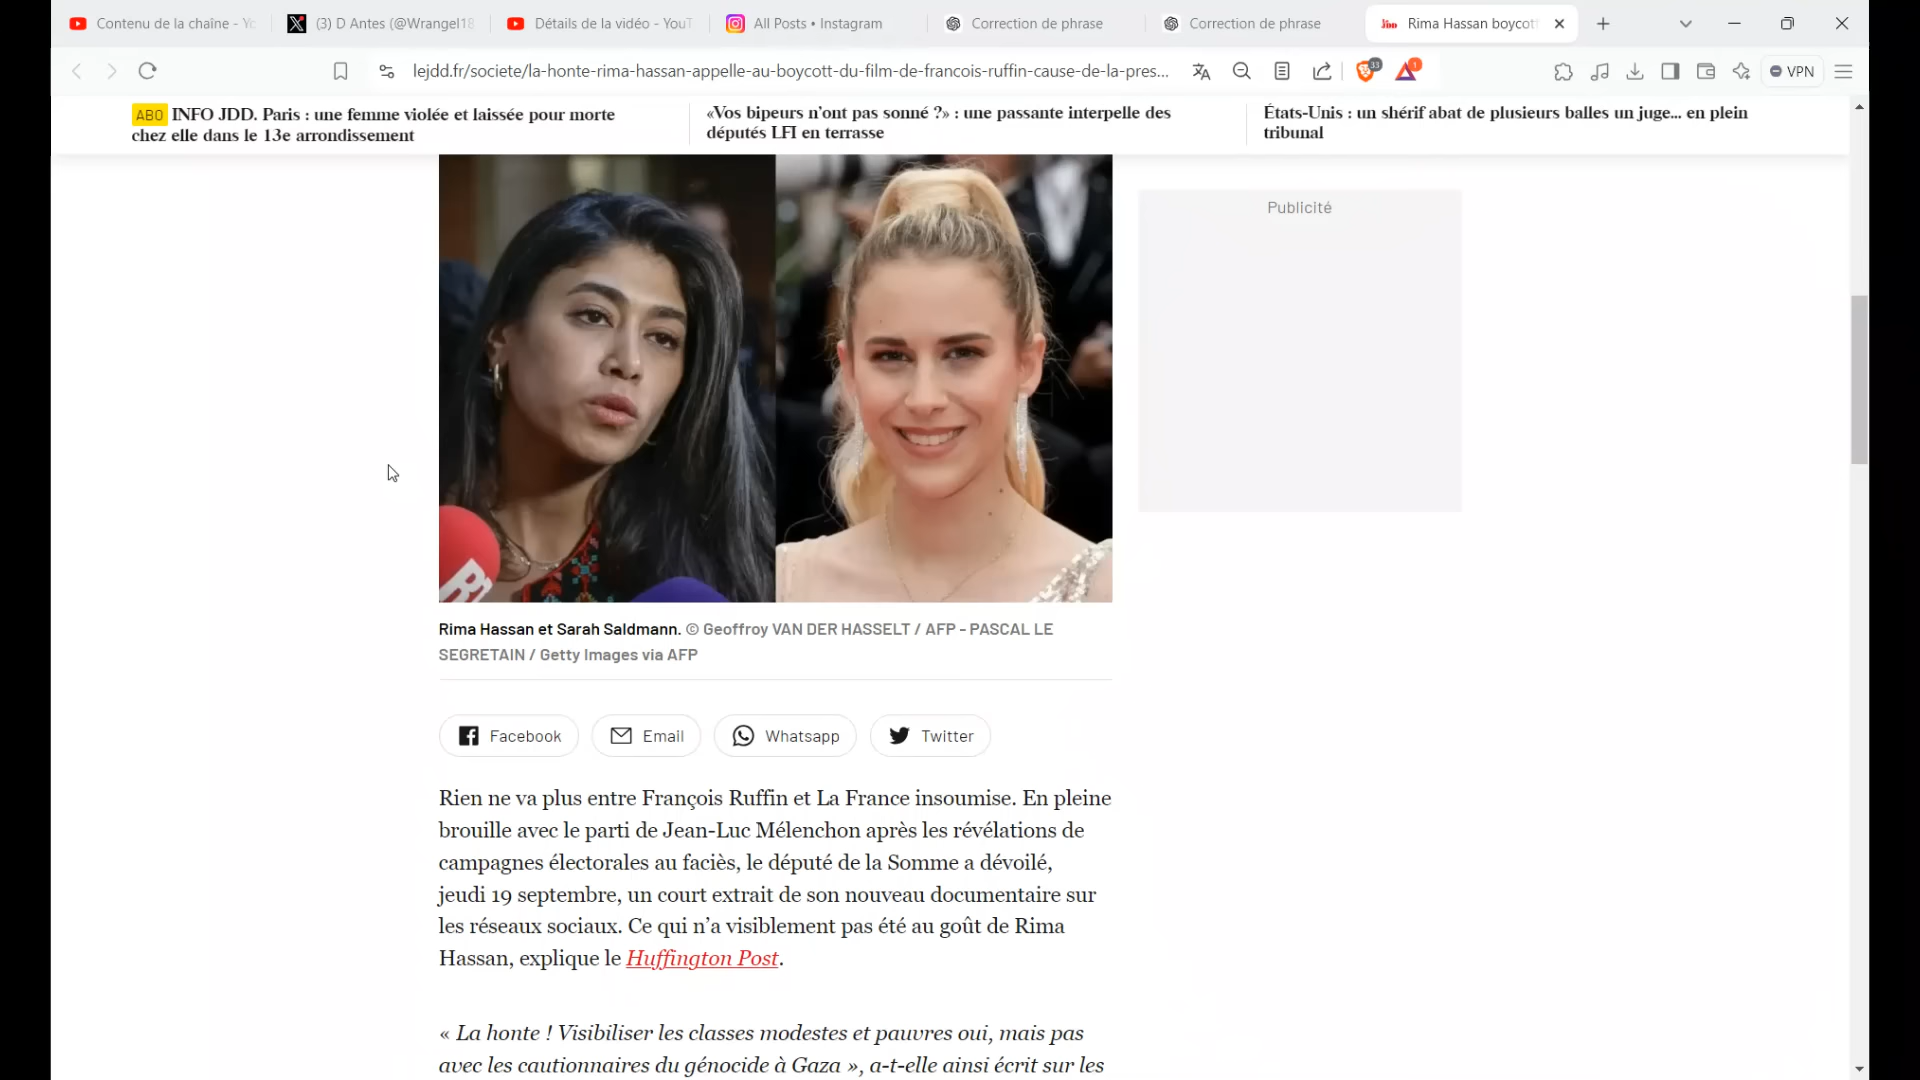 Contenu de la chaîne - Yo
(3) D Antes (@Wrangel18
Détails de la vidéo - YouT
All Posts • Instagram
Correction de phrase
Correction de phrase
Rima Hassan boycott
lejdd.fr/societe/la-honte-rima-hassan-appelle-au-boycott-du-film-de-francois-ruffin-cause-de-la-pres...
33
1
VPN
ABO INFO JDD. Paris : une femme violée et laissée pour morte
chez elle dans le 13e arrondissement
«Vos bipeurs n’ont pas sonné ?» : une passante interpelle des
députés LFI en terrasse
États-Unis : un shérif abat de plusieurs balles un juge... en plein
tribunal
Publicité
Rima Hassan et Sarah Saldmann. © Geoffroy VAN DER HASSELT / AFP - PASCAL LE
SEGRETAIN / Getty Images via AFP
Facebook
Email
Whatsapp
Twitter
Rien ne va plus entre François Ruffin et La France insoumise. En pleine
brouille avec le parti de Jean-Luc Mélenchon après les révélations de
campagnes électorales au faciès, le député de la Somme a dévoilé,
jeudi 19 septembre, un court extrait de son nouveau documentaire sur
les réseaux sociaux. Ce qui n’a visiblement pas été au goût de Rima
Hassan, explique le Huffington Post.
« La honte ! Visibiliser les classes modestes et pauvres oui, mais pas
avec les cautionnaires du génocide à Gaza », a-t-elle ainsi écrit sur les